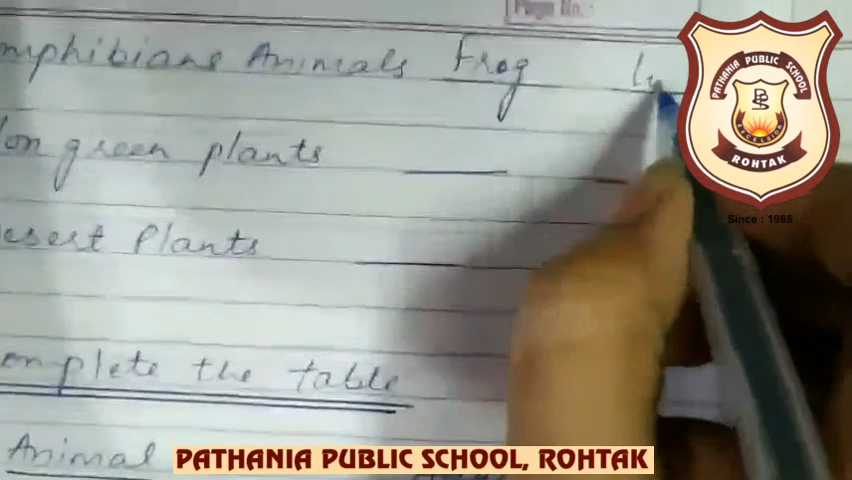 Page No.:
mphibians Animals Frog
on green plants
esert Plants
omplete the table
Animal
PATHANIA PUBLIC SCHOOL
EXCELSIOR
ROHTAK
Since : 1985
PATHANIA PUBLIC SCHOOL, ROHTAK